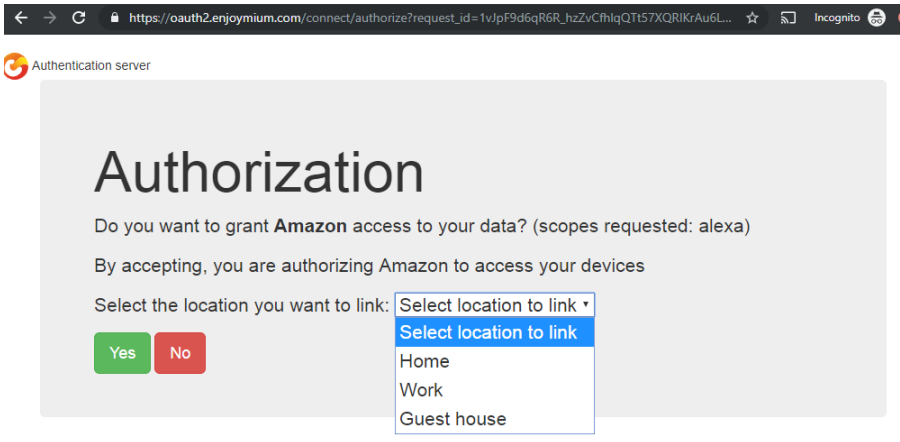 https://oauth2.enjoymium.com/connect/authorize?request_id=1vJpF9d6qR6R_hzZvCfhIqQTt57XQRIKrAu6L... Incognito
Authentication server
Authorization
Do you want to grant Amazon access to your data? (scopes requested: alexa)
By accepting, you are authorizing Amazon to access your devices
Select the location you want to link: Select location to link
Select location to link
Yes No
Home
Work
Guest house